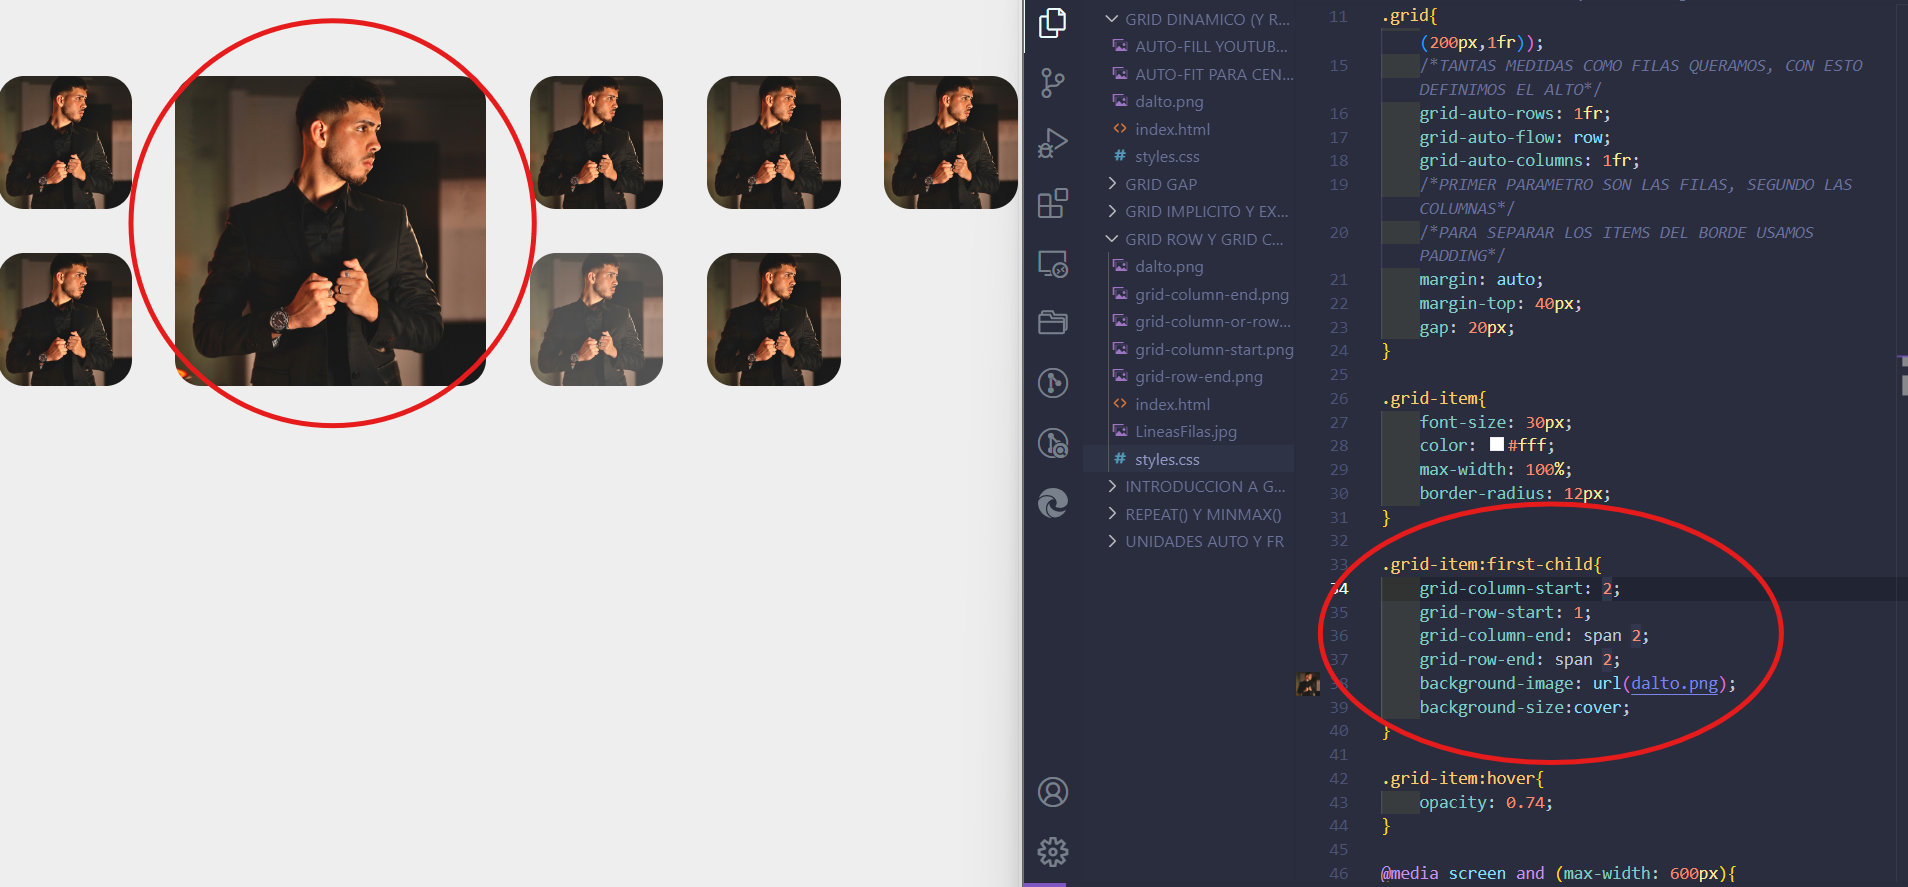 GRID DINAMICO (Y R...
AUTO-FILL YOUTUB...
AUTO-FIT PARA CEN...
dalto.png
index.html
styles.css
GRID GAP
GRID IMPLICITO Y EX...
GRID ROW Y GRID C...
dalto.png
grid-column-end.png
grid-column-or-row...
grid-column-start.png
grid-row-end.png
index.html
LineasFilas.jpg
styles.css
INTRODUCCION A G...
REPEAT() Y MINMAX()
UNIDADES AUTO Y FR
11 .grid{
(200px,1fr));
15 /*TANTAS MEDIDAS COMO FILAS QUERAMOS, CON ESTO
DEFINIMOS EL ALTO*/
16 grid-auto-rows: 1fr;
17 grid-auto-flow: row;
18 grid-auto-columns: 1fr;
19 /*PRIMER PARAMETRO SON LAS FILAS, SEGUNDO LAS
COLUMNAS*/
20 /*PARA SEPARAR LOS ITEMS DEL BORDE USAMOS
PADDING*/
21 margin: auto;
22 margin-top: 40px;
23 gap: 20px;
24 }
25
26 .grid-item{
27 font-size: 30px;
28 color: #fff;
29 max-width: 100%;
30 border-radius: 12px;
31 }
32
33 .grid-item:first-child{
34 grid-column-start: 2;
35 grid-row-start: 1;
36 grid-column-end: span 2;
37 grid-row-end: span 2;
38 background-image: url(dalto.png);
39 background-size:cover;
40 }
41
42 .grid-item:hover{
43 opacity: 0.74;
44 }
45
46 @media screen and (max-width: 600px){